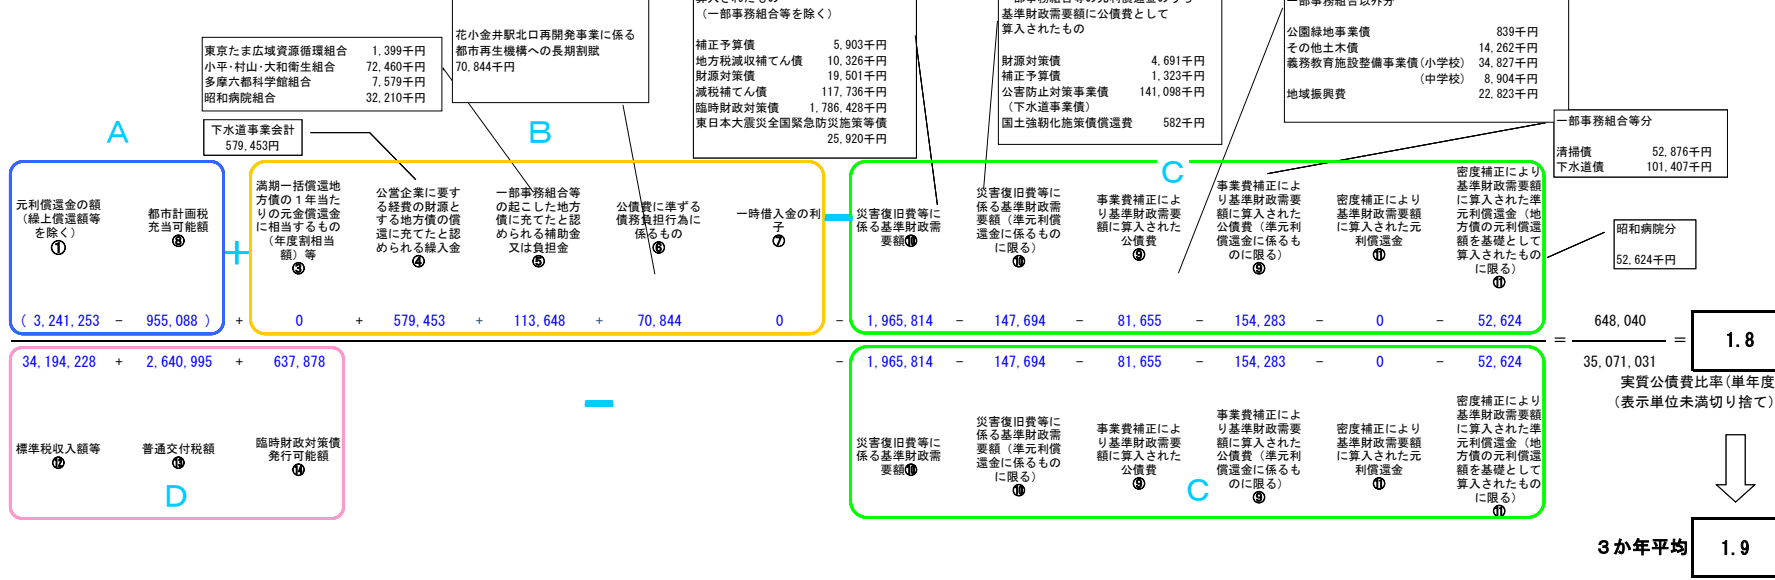 算入されたもの
（一部事務組合等を除く）
補正予算債 5,903千円
地方税減収補てん債 10,326千円
財源対策債 19,501千円
減税補てん債 117,736千円
臨時財政対策債 1,786,428千円
東日本大震災全国緊急防災施策等債
25,920千円
基準財政需要額に公債費として
算入されたもの
財源対策債 4,691千円
補正予算債 1,323千円
公害防止対策事業債 141,098千円
（下水道事業債）
国土強靭化施策債償還費 582千円
一部事務組合以外分
公園緑地事業債 839千円
その他土木債 14,262千円
義務教育施設整備事業債(小学校) 34,827千円
(中学校) 8,904千円
地域振興費 22,823千円
東京たま広域資源循環組合 1,399千円
小平・村山・大和衛生組合 72,460千円
多摩六都科学館組合 7,579千円
昭和病院組合 32,210千円
花小金井駅北口再開発事業に係る
都市再生機構への長期割賦
70,844千円
一部事務組合等分
清掃債 52,876千円
下水道債 101,407千円
下水道事業会計
579,453円
A
B
C
元利償還金の額
（繰上償還額等
を除く）
①
都市計画税
充当可能額
⑧
＋
満期一括償還地
方債の１年当た
りの元金償還金
に相当するもの
（年度割相当
額）等
③
公営企業に要す
る経費の財源と
する地方債の償
還に充てたと認
められる繰入金
④
一部事務組合等
の起こした地方
債に充てたと認
められる補助金
又は負担金
⑤
公債費に準ずる
債務負担行為に
係るもの
⑥
一時借入金の利
子
⑦
－
災害復旧費等に
係る基準財政需
要額⑩
災害復旧費等に
係る基準財政需
要額（準元利償
還金に係るもの
に限る）
⑩
事業費補正によ
り基準財政需要
額に算入された
公債費
⑨
事業費補正によ
り基準財政需要
額に算入された
公債費（準元利
償還金に係るも
のに限る）
⑨
密度補正により
基準財政需要額
に算入された元
利償還金
⑪
密度補正により
基準財政需要額
に算入された準
元利償還金（地
方債の元利償還
額を基礎として
算入されたもの
に限る）
⑪
昭和病院分
52,624千円
( 3,241,253 － 955,088 ) + 0 + 579,453 + 113,648 + 70,844 0 － 1,965,814 － 147,694 － 81,655 － 154,283 － 0 － 52,624 648,040
= =
1.8
34,194,228 + 2,640,995 + 637,878 － 1,965,814 － 147,694 － 81,655 － 154,283 － 0 － 52,624 35,071,031
実質公債費比率(単年度
(表示単位未満切り捨て)
－
標準税収入額等
⑫
普通交付税額
⑬
臨時財政対策債
発行可能額
⑭
D
災害復旧費等に
係る基準財政需
要額⑩
災害復旧費等に
係る基準財政需
要額（準元利償
還金に係るもの
に限る）
⑩
事業費補正によ
り基準財政需要
額に算入された
公債費
⑨
事業費補正によ
り基準財政需要
額に算入された
公債費（準元利
償還金に係るも
のに限る）
⑨
密度補正により
基準財政需要額
に算入された元
利償還金
⑪
密度補正により
基準財政需要額
に算入された準
元利償還金（地
方債の元利償還
額を基礎として
算入されたもの
に限る）
⑪
C
３か年平均 1.9